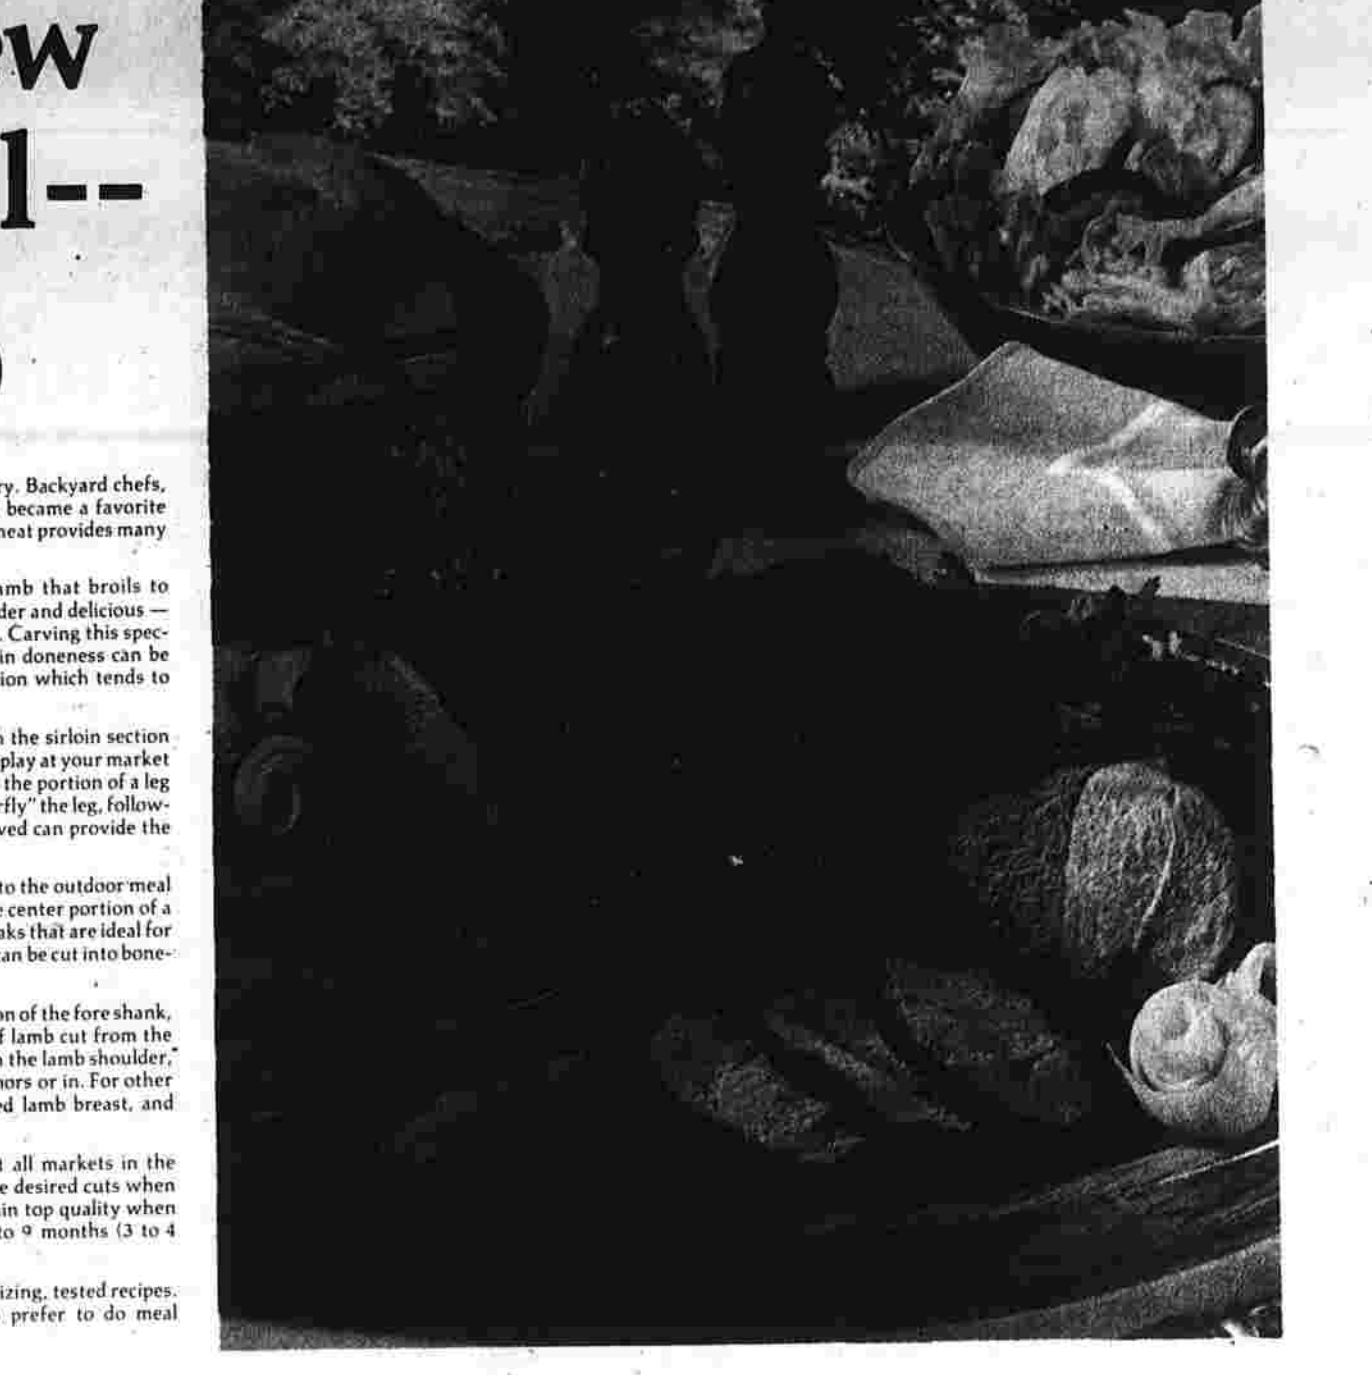 ew
l--
ry. Backyard chefs,
became a favorite
neat provides many
amb that broils to
der and delicious —
. Carving this spec-
in doneness can be
ion which tends to
n the sirloin section
play at your market
the portion of a leg
rfly" the leg, follow-
ved can provide the
to the outdoor meal
e center portion of a
aks that are ideal for
can be cut into bone-
on of the fore shank,
f lamb cut from the
n the lamb shoulder,
oors or in. For other
ed lamb breast, and
t all markets in the
e desired cuts when
in top quality when
to 9 months (3 to 4
izing, tested recipes.
prefer to do meal